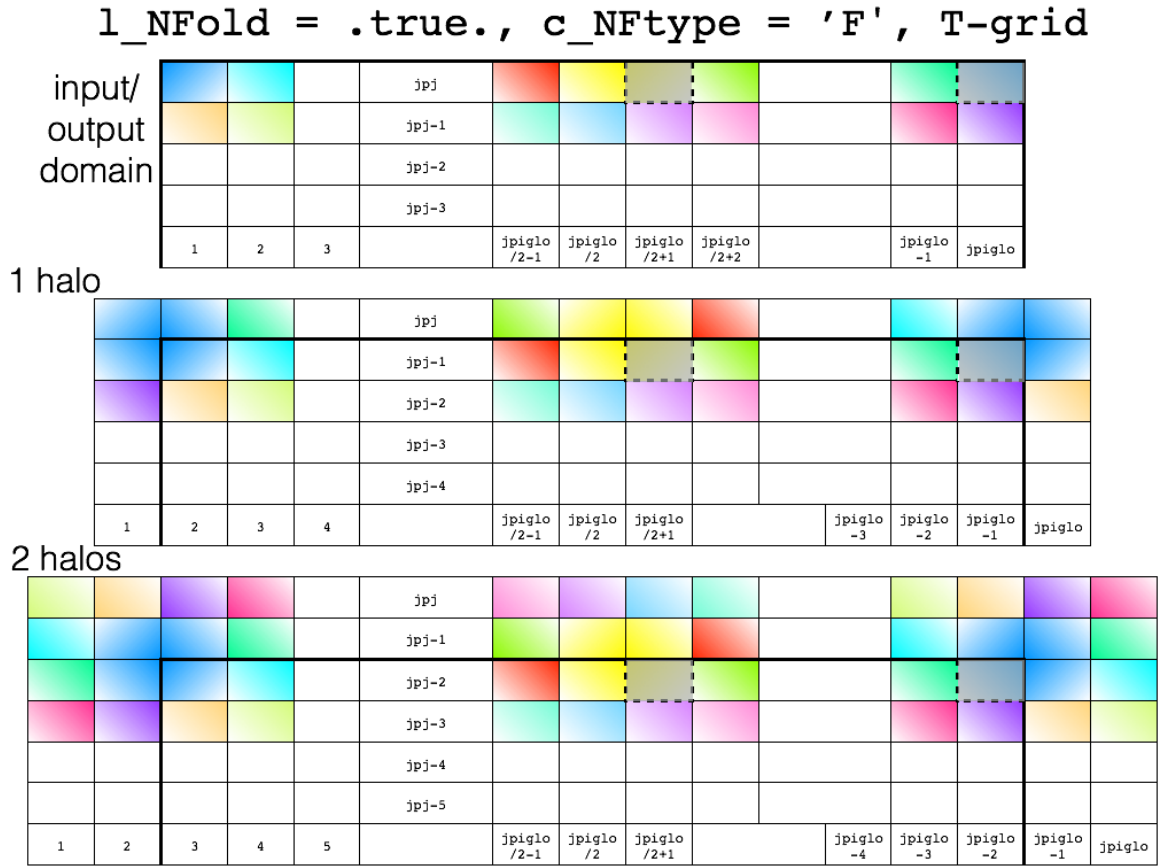 l_NFold = .true., c_NFtype = 'F', T-grid
input/
output
domain
jpj
jpj-1
jpj-2
jpj-3
1 2 3 jpiglo/2-1 jpiglo/2 jpiglo/2+1 jpiglo/2+2 jpiglo-1 jpiglo
1 halo
jpj
jpj-1
jpj-2
jpj-3
jpj-4
1 2 3 4 jpiglo/2-1 jpiglo/2 jpiglo/2+1 jpiglo-3 jpiglo-2 jpiglo-1 jpiglo
2 halos
jpj
jpj-1
jpj-2
jpj-3
jpj-4
jpj-5
1 2 3 4 5 jpiglo/2-1 jpiglo/2 jpiglo/2+1 jpiglo-4 jpiglo-3 jpiglo-2 jpiglo-1 jpiglo